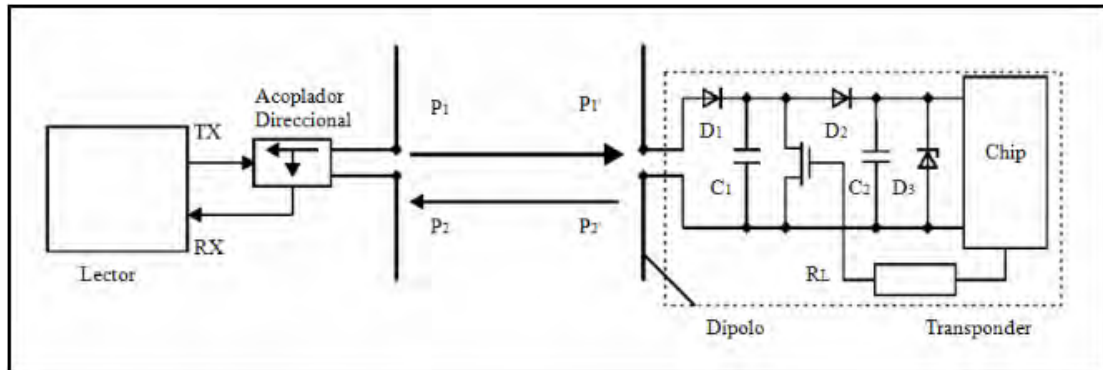 Acoplador
Direccional
TX
RX
Lector
P1
P1'
P2
P2'
D1
D2
C1
C2
D3
Chip
RL
Dipolo
Transponder